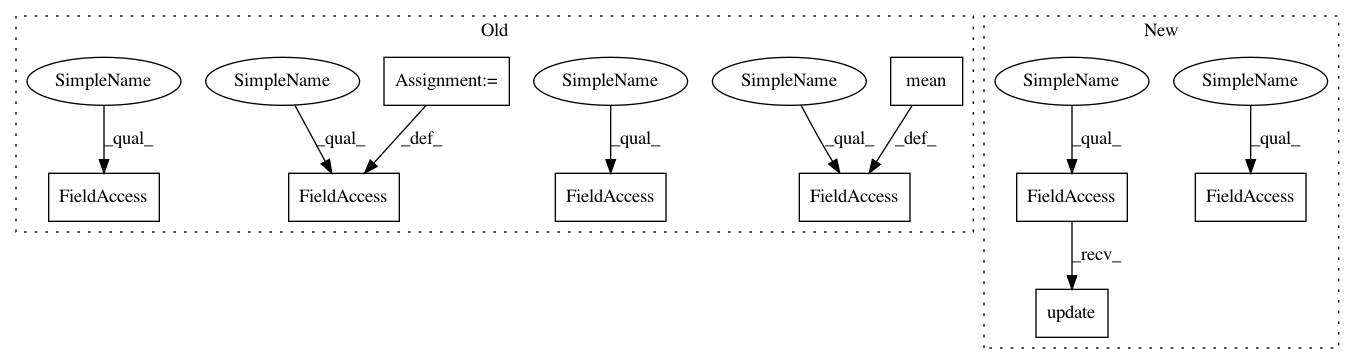 Old
New
SimpleName
SimpleName
Assignment:=
SimpleName
SimpleName
mean
SimpleName
SimpleName
_qual_
_qual_
_def_
_qual_
_qual_
_def_
_qual_
_qual_
FieldAccess
FieldAccess
FieldAccess
FieldAccess
FieldAccess
FieldAccess
_recv_
update